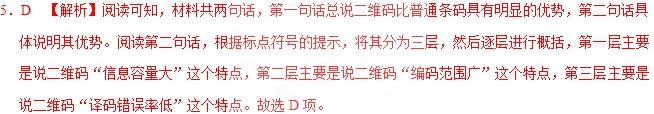 5．D 【解析】阅读可知，材料共两句话，第一句话总说二维码比普通条码具有明显的优势，第二句话具
体说明其优势。阅读第二句话，根据标点符号的提示，将其分为三层，然后逐层进行概括，第一层主要
是说二维码“信息容量大”这个特点，第二层主要是说二维码“编码范围广”这个特点，第三层主要是
说二维码“译码错误率低”这个特点。故选 D 项。